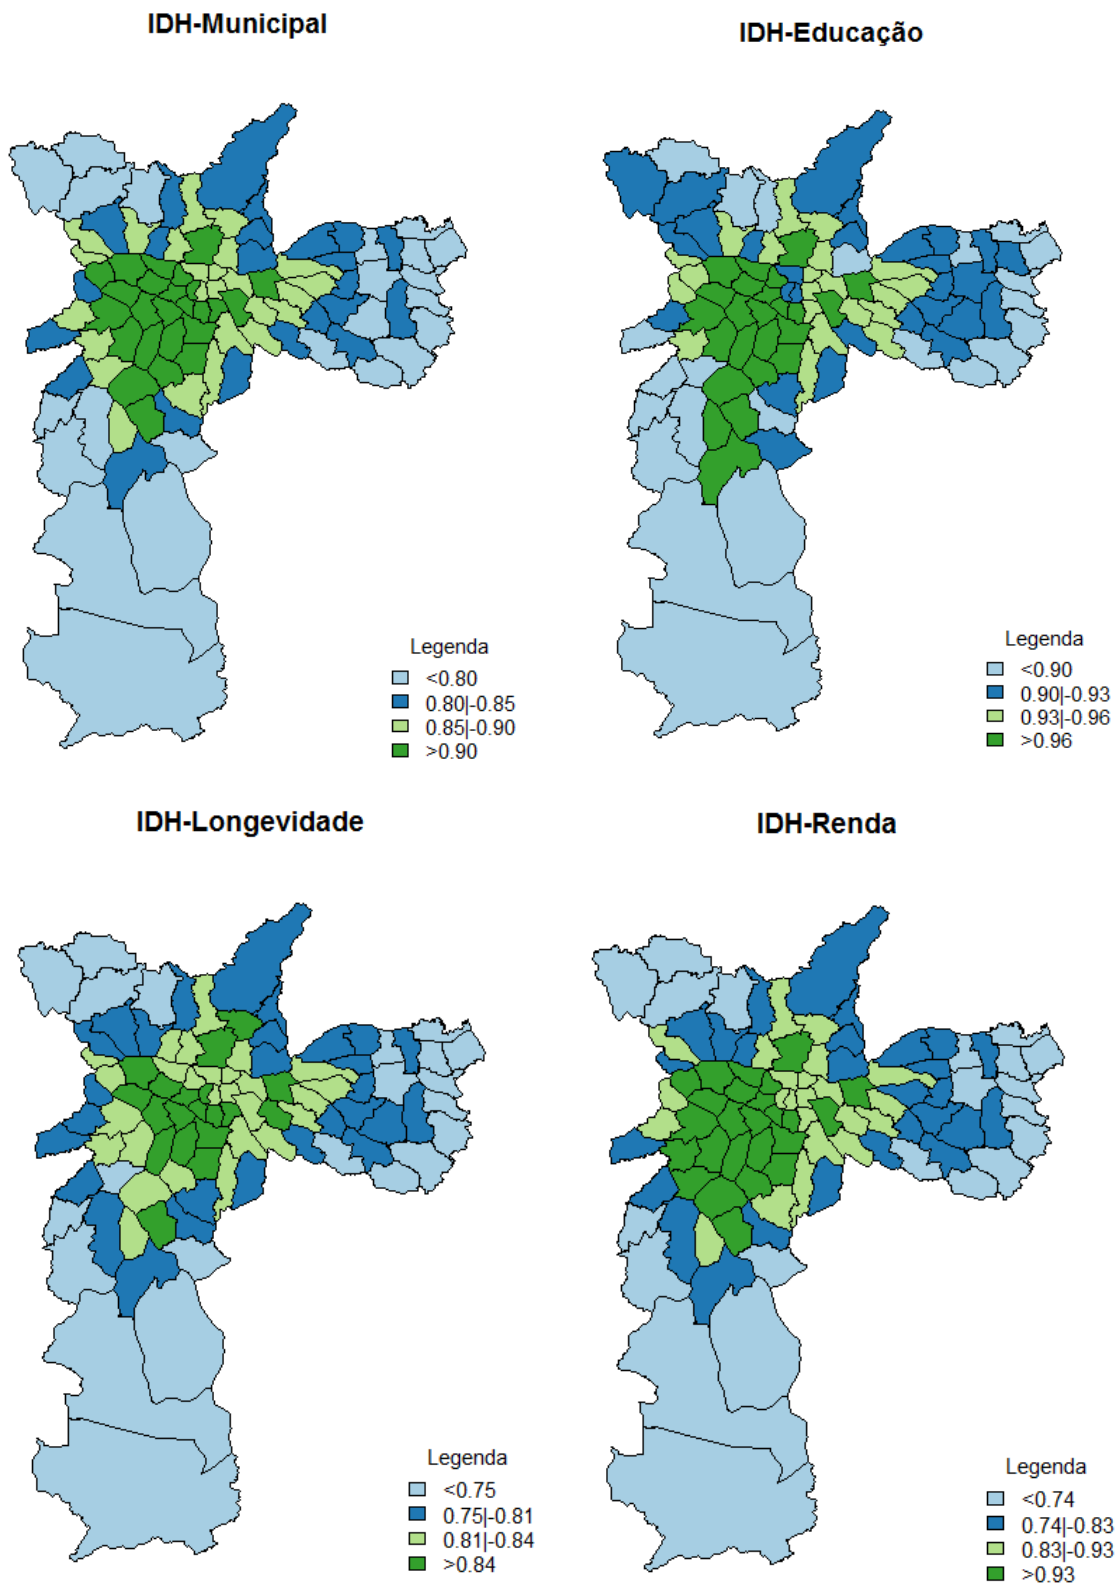 IDH-Municipal
IDH-Educação
Legenda
<0.80
0.80|-0.85
0.85|-0.90
>0.90
Legenda
<0.90
0.90|-0.93
0.93|-0.96
>0.96
IDH-Longevidade
IDH-Renda
Legenda
<0.75
0.75|-0.81
0.81|-0.84
>0.84
Legenda
<0.74
0.74|-0.83
0.83|-0.93
>0.93